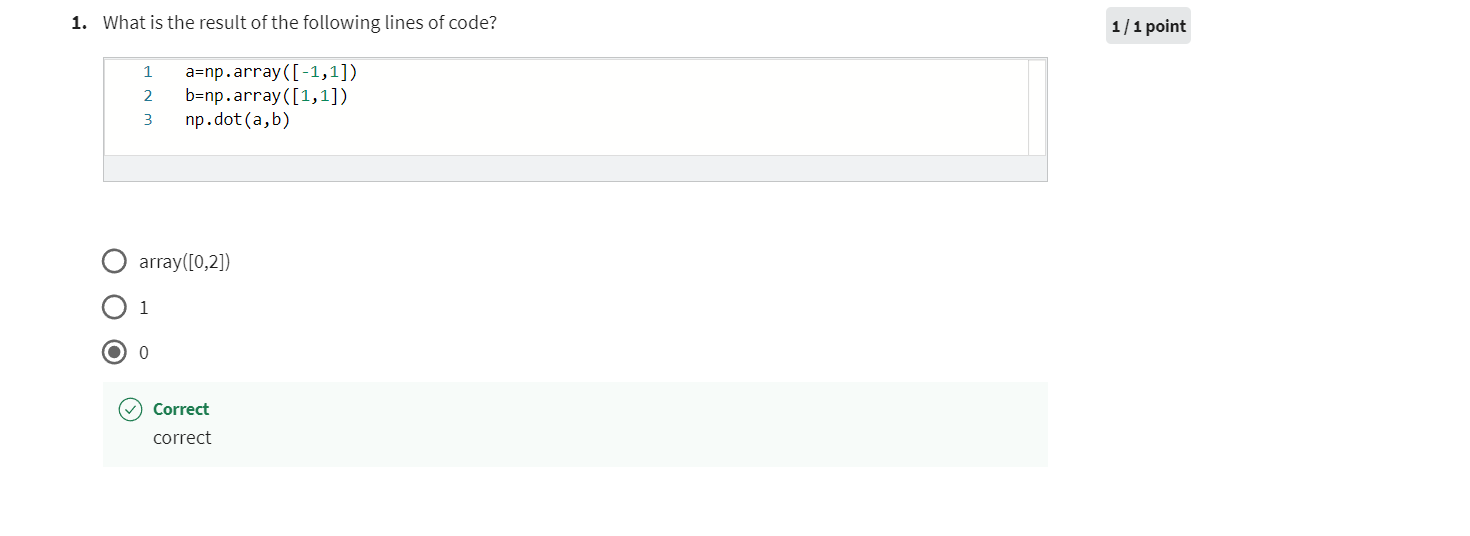 1. What is the result of the following lines of code?
1 / 1 point
1 a=np.array([-1,1])
2 b=np.array([1,1])
3 np.dot(a,b)
array([0,2])
1
0
Correct
correct